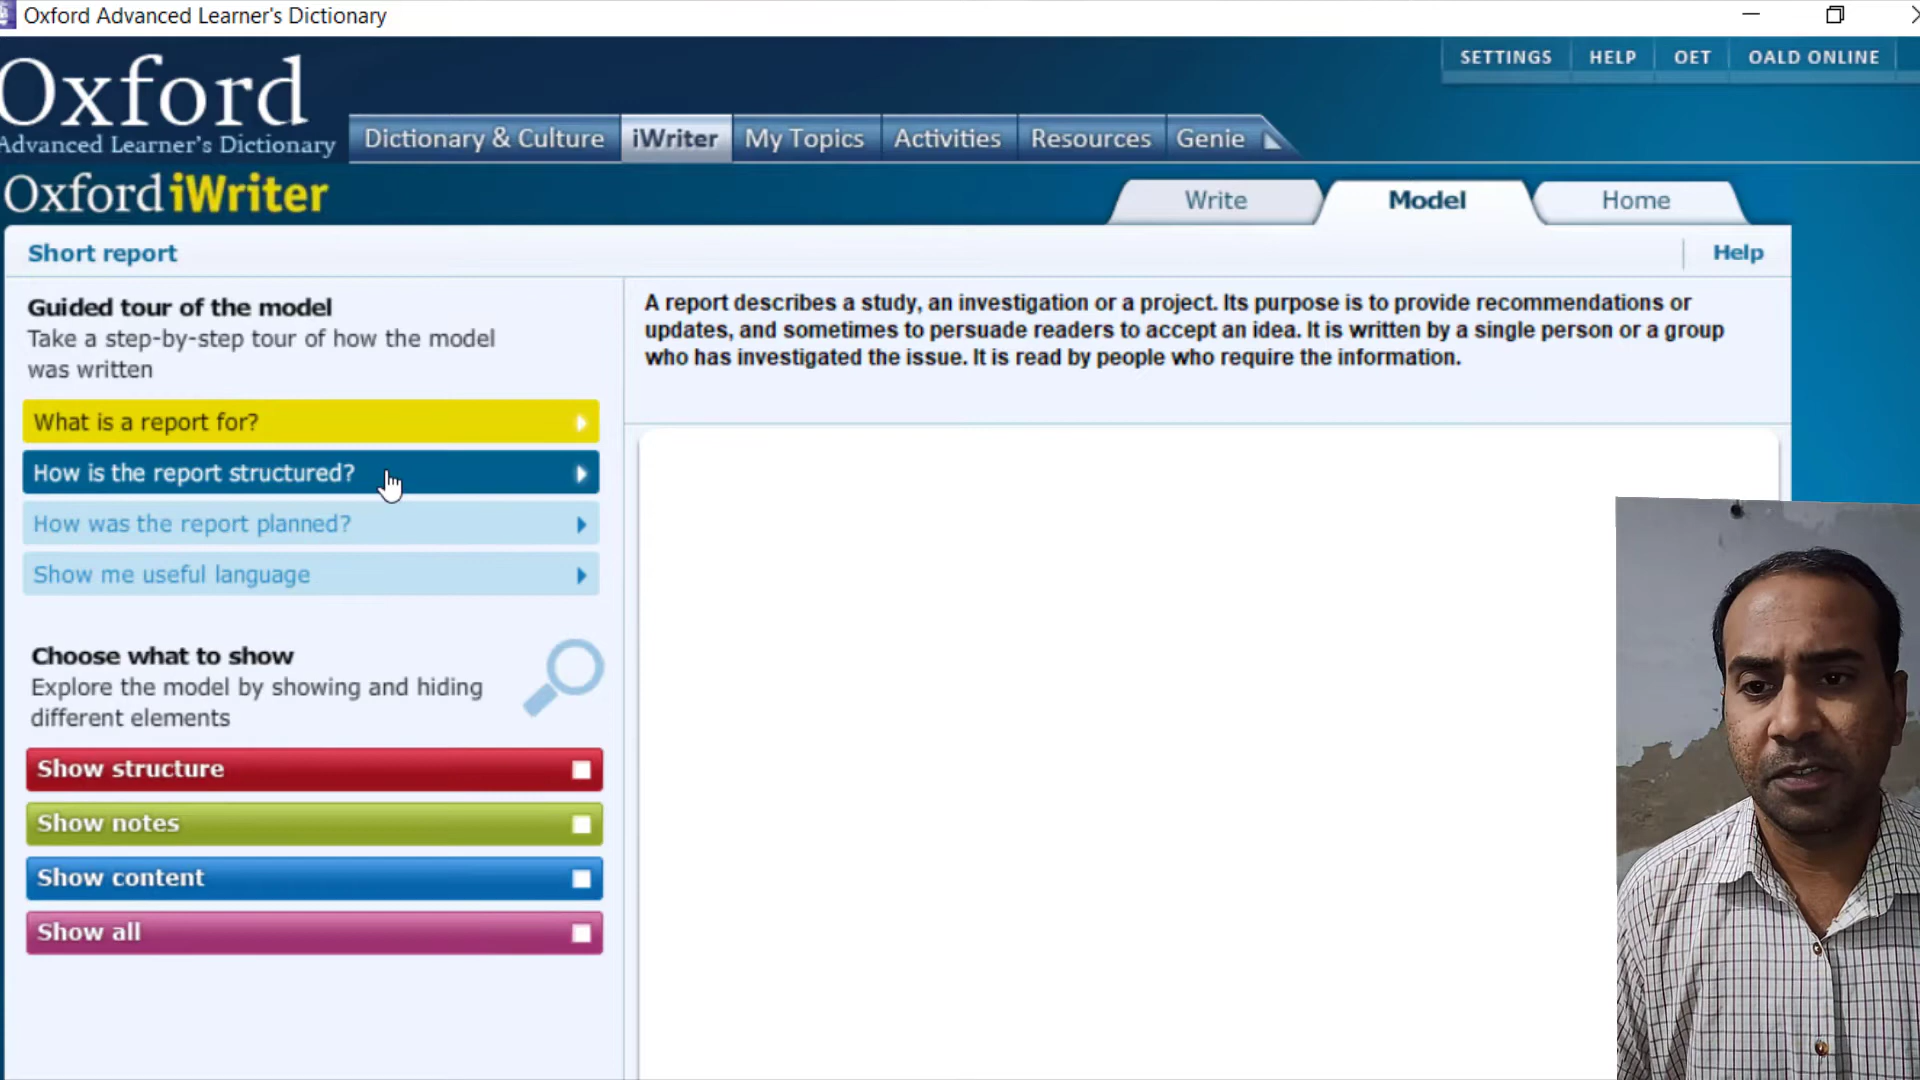 Oxford Advanced Learner's Dictionary
SETTINGS HELP OET OALD ONLINE
Oxford
Advanced Learner's Dictionary
Dictionary & Culture iWriter My Topics Activities Resources Genie
Oxford iWriter
Write Model Home
Short report
Help
Guided tour of the model
Take a step-by-step tour of how the model
was written
What is a report for?
How is the report structured?
How was the report planned?
Show me useful language
Choose what to show
Explore the model by showing and hiding
different elements
Show structure
Show notes
Show content
Show all
A report describes a study, an investigation or a project. Its purpose is to provide recommendations or
updates, and sometimes to persuade readers to accept an idea. It is written by a single person or a group
who has investigated the issue. It is read by people who require the information.